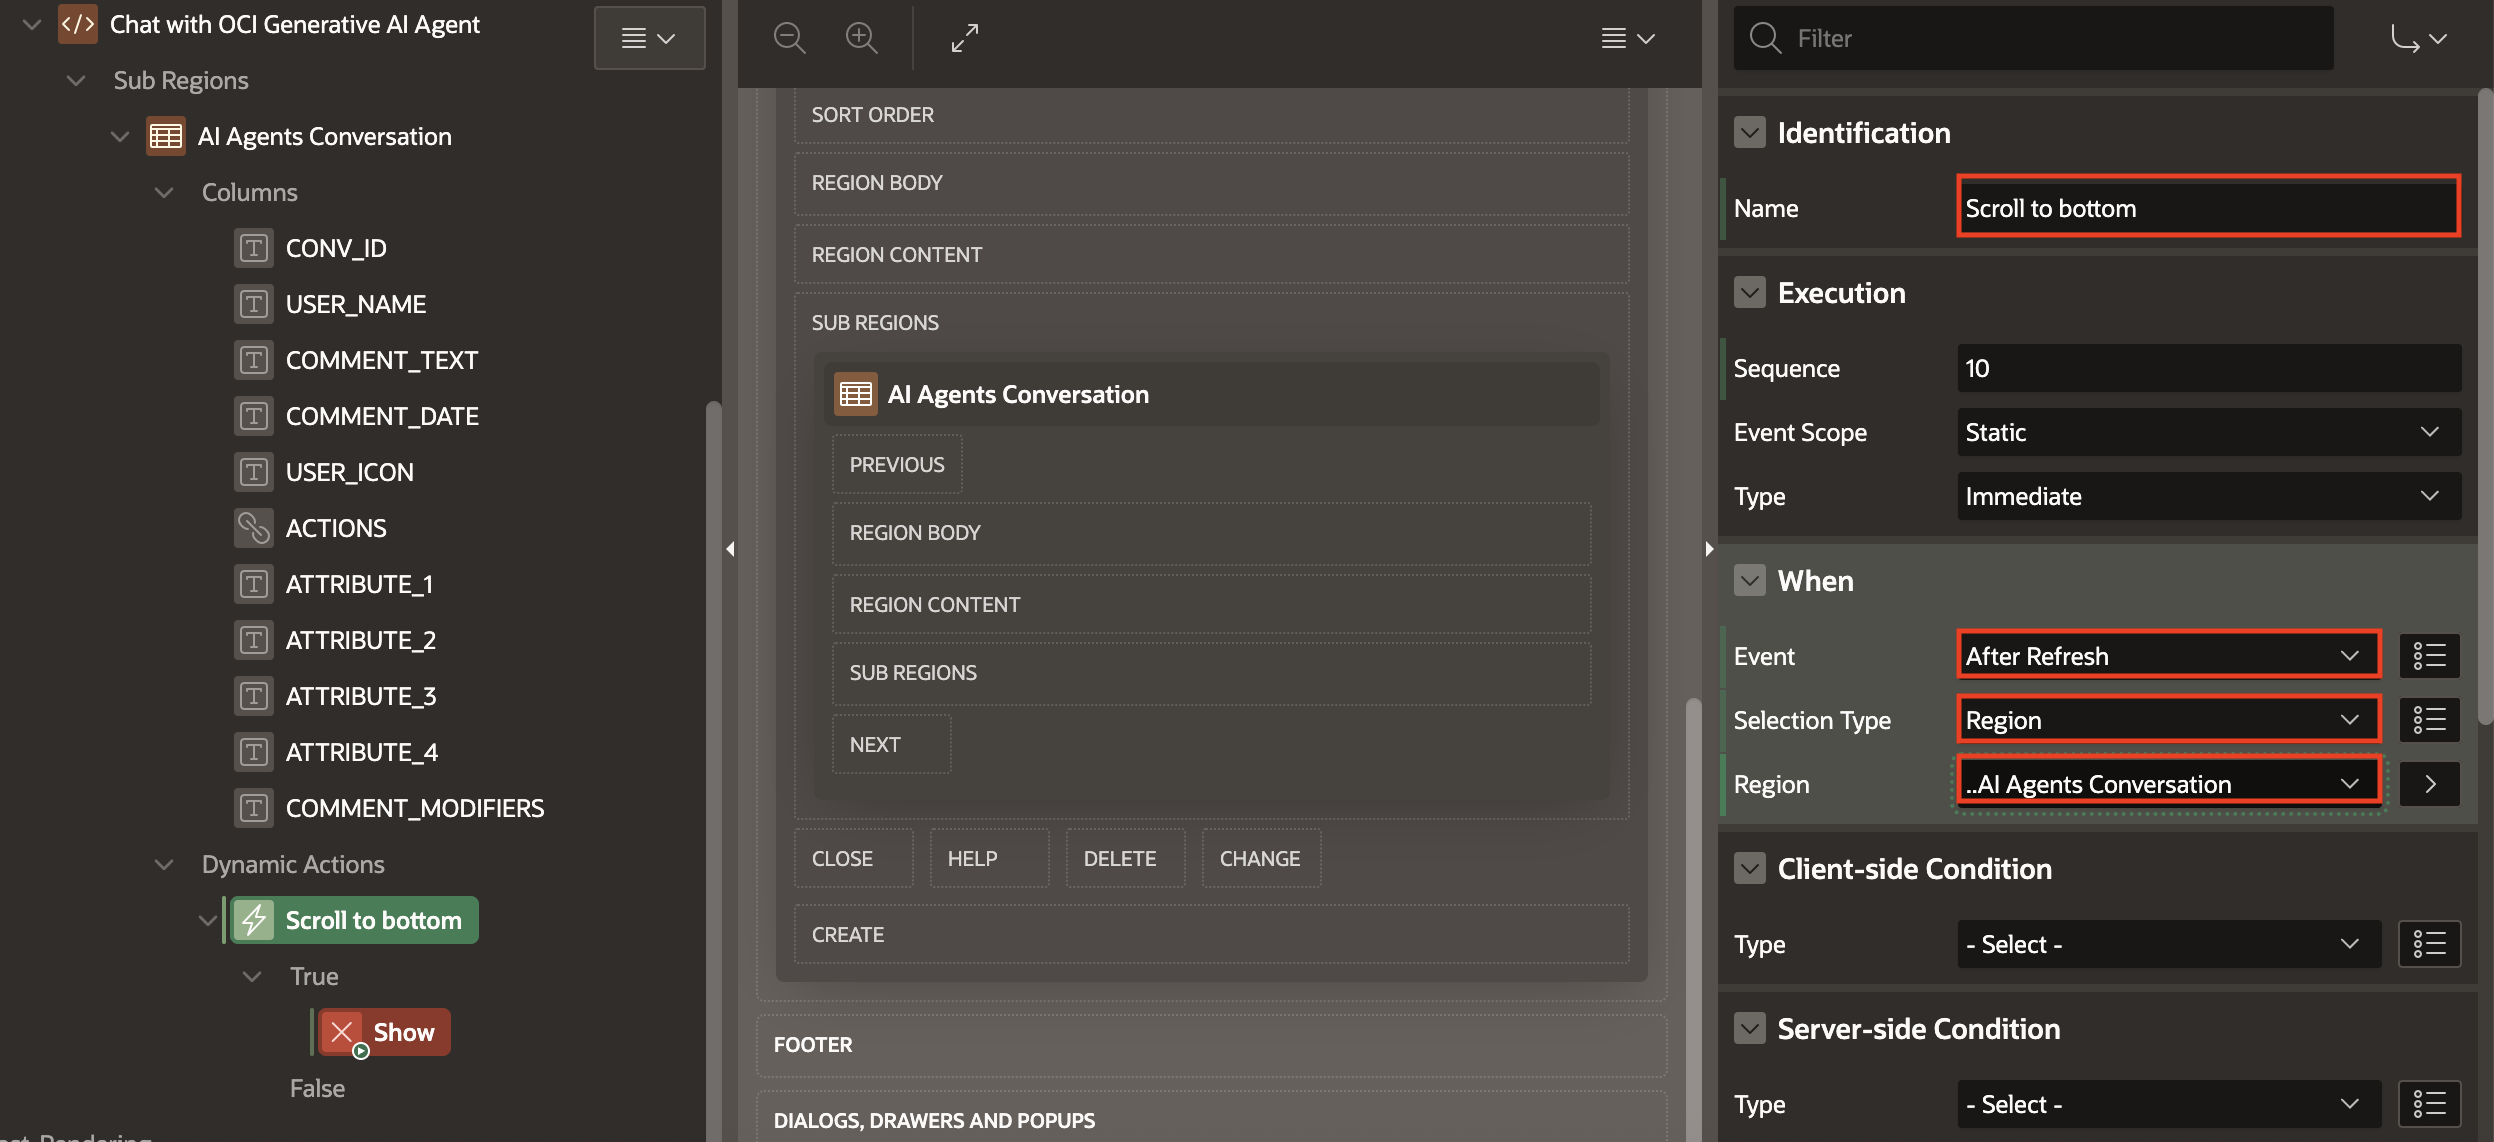 Chat with OCI Generative AI Agent
Sub Regions
AI Agents Conversation
Columns
CONV_ID
USER_NAME
COMMENT_TEXT
COMMENT_DATE
USER_ICON
ACTIONS
ATTRIBUTE_1
ATTRIBUTE_2
ATTRIBUTE_3
ATTRIBUTE_4
COMMENT_MODIFIERS
Dynamic Actions
Scroll to bottom
True
Show
False
SORT ORDER
REGION BODY
REGION CONTENT
SUB REGIONS
AI Agents Conversation
PREVIOUS
REGION BODY
REGION CONTENT
SUB REGIONS
NEXT
CLOSE HELP DELETE CHANGE
CREATE
FOOTER
DIALOGS, DRAWERS AND POPUPS
Filter
Identification
Name Scroll to bottom
Execution
Sequence 10
Event Scope Static
Type Immediate
When
Event After Refresh
Selection Type Region
Region ..AI Agents Conversation
Client-side Condition
Type - Select -
Server-side Condition
Type - Select -